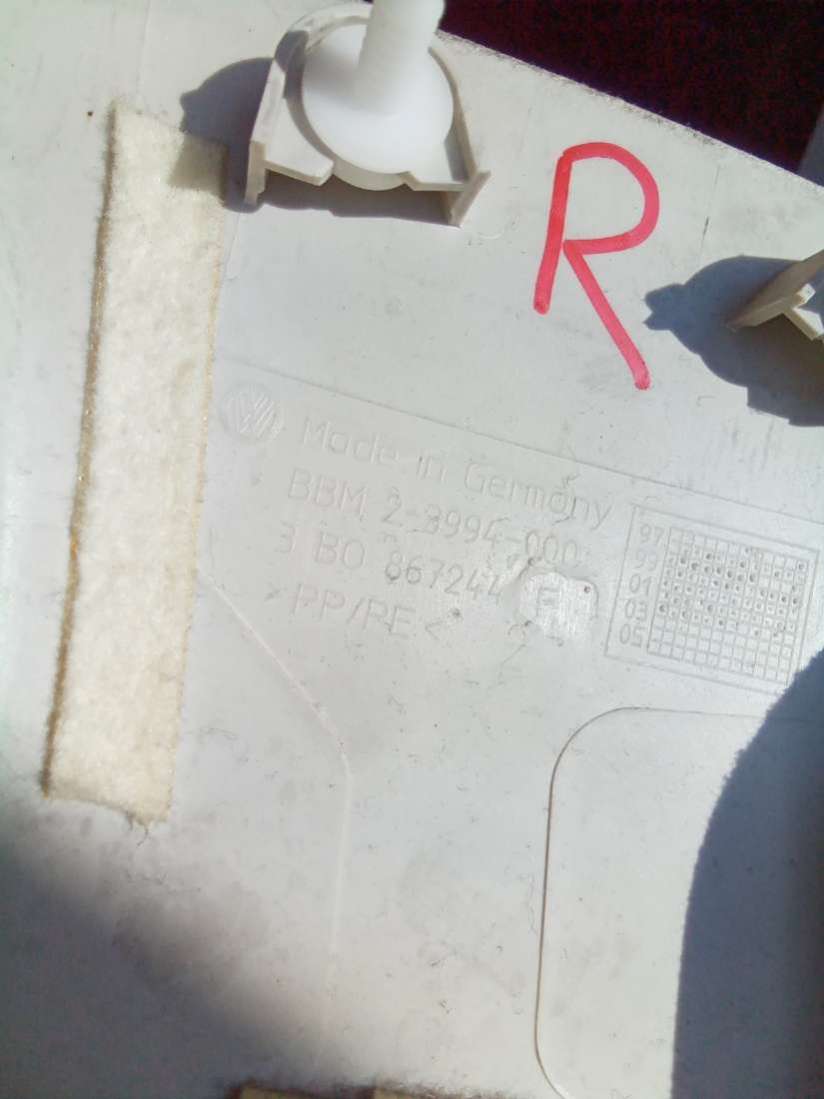 R
Made in Germany
BBM 2-3994-000
3 B0 867244 E
>PP/PE<
97
99
01
03
05